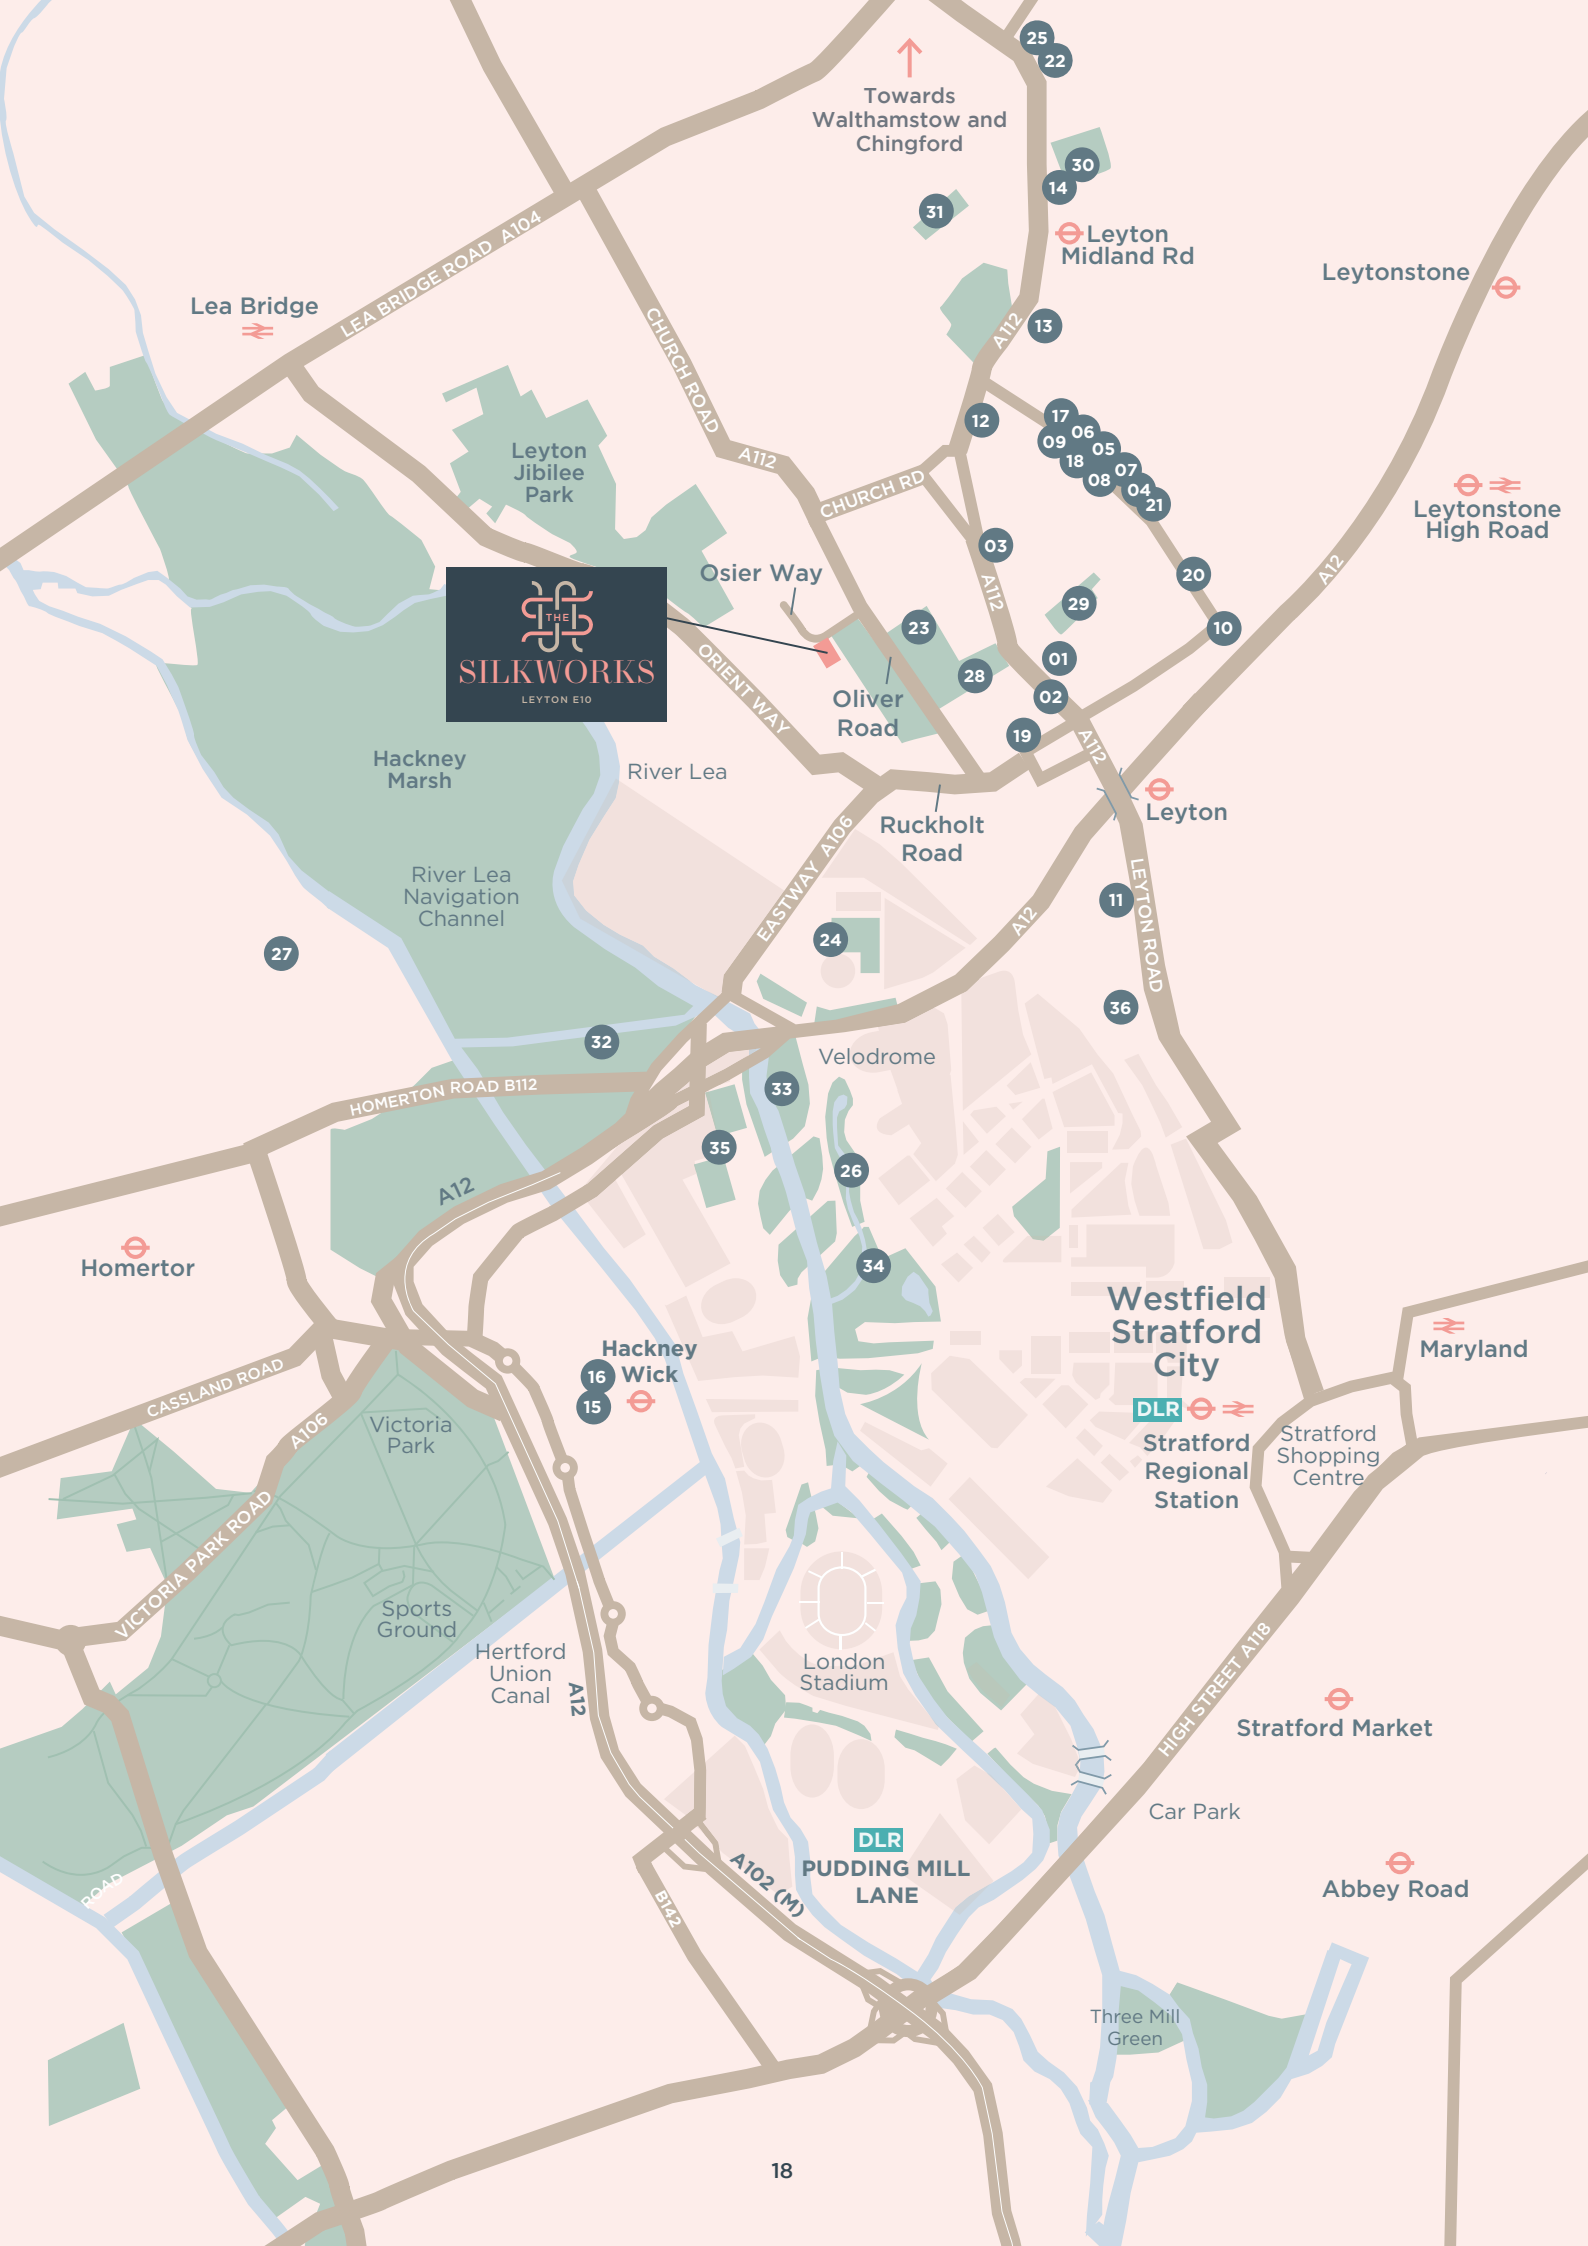 25
22
Towards
Walthamstow and
Chingford
30
14
31
Leyton
Midland Rd
Leytonstone
Lea Bridge
LEA BRIDGE ROAD A104
CHURCH ROAD
A112
13
12
17
06
09
05
18
07
08
04
21
Leyton
Jibilee
Park
A112
CHURCH RD
Leytonstone
High Road
03
A12
Osier Way
A112
20
29
10
THE
SILKWORKS
LEYTON E10
23
01
28
02
ORIENT WAY
Oliver
Road
19
A112
Hackney
Marsh
River Lea
Leyton
Ruckholt
Road
EASTWAY A106
River Lea
Navigation
Channel
LEYTON ROAD
11
A12
24
27
36
32
Velodrome
HOMERTON ROAD B112
33
35
26
A12
Homertor
34
Westfield
Stratford
City
Maryland
Hackney
Wick
16
15
CASSLAND ROAD
DLR
Stratford
Regional
Station
Stratford
Shopping
Centre
A106
Victoria
Park
VICTORIA PARK ROAD
Sports
Ground
Hertford
Union
Canal
A12
London
Stadium
HIGH STREET A118
Stratford Market
Car Park
DLR
PUDDING MILL
LANE
A102 (M)
B142
ROAD
Abbey Road
Three Mill
Green
18